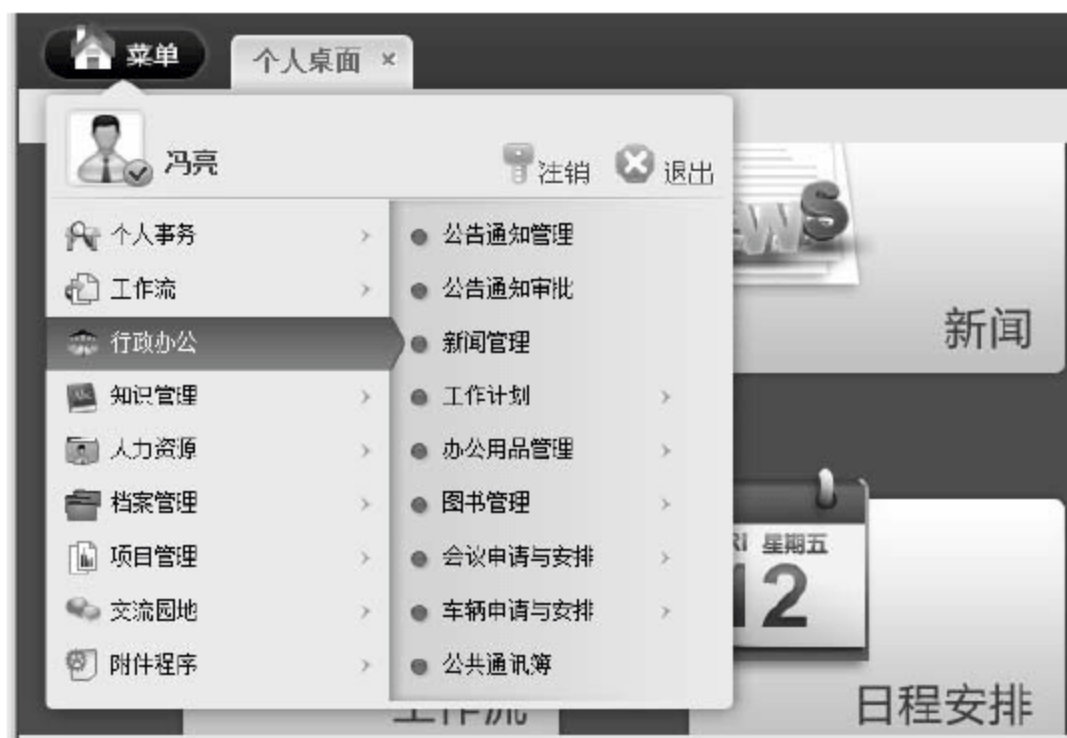 菜单
个人桌面 ×
冯亮
注销
退出
个人事务
工作流
行政办公
知识管理
人力资源
档案管理
项目管理
交流园地
附件程序
公告通知管理
公告通知审批
新闻管理
工作计划
办公用品管理
图书管理
会议申请与安排
车辆申请与安排
公共通讯簿
EWS
新闻
RI 星期五
12
日程安排
工作流